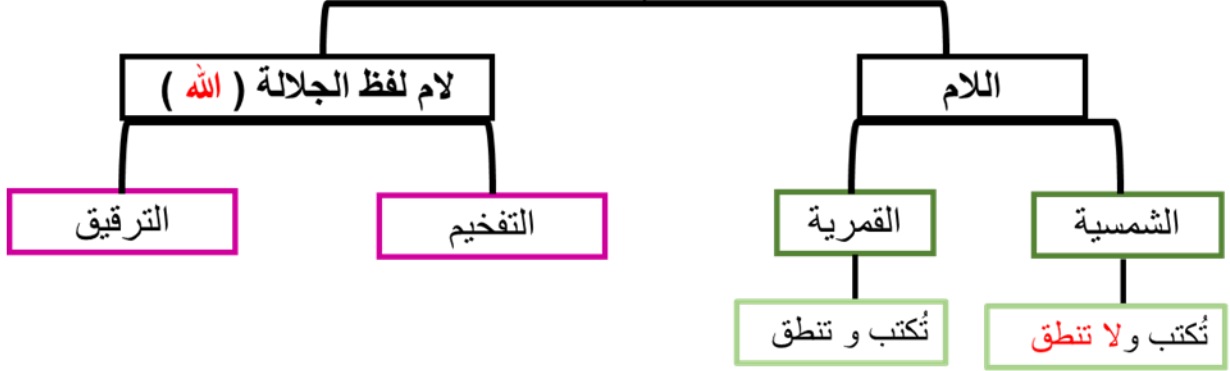 اللام
لام لفظ الجلالة ( الله )
الشمسية
القمرية
التفخيم
الترقيق
تُكتب ولا تنطق
تُكتب و تنطق